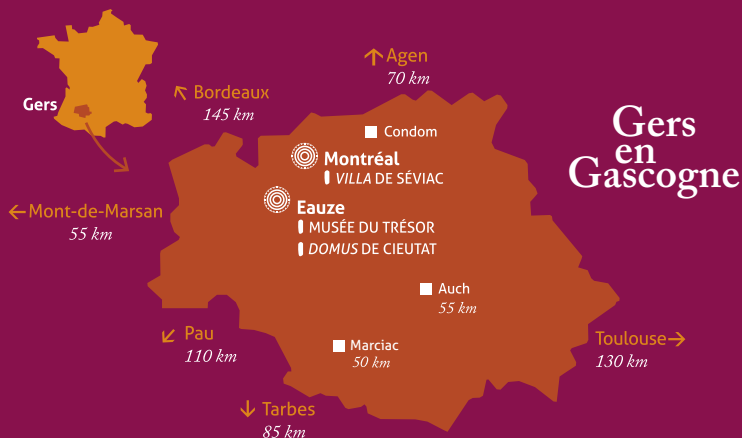 Agen
70 km
Bordeaux
145 km
Gers
Gers
en
Gascogne
Condom
Montréal
VILLA DE SÉVIAC
Mont-de-Marsan
55 km
Eauze
MUSÉE DU TRÉSOR
DOMUS DE CIEUTAT
Auch
55 km
Pau
110 km
Marciac
50 km
Toulouse
130 km
Tarbes
85 km